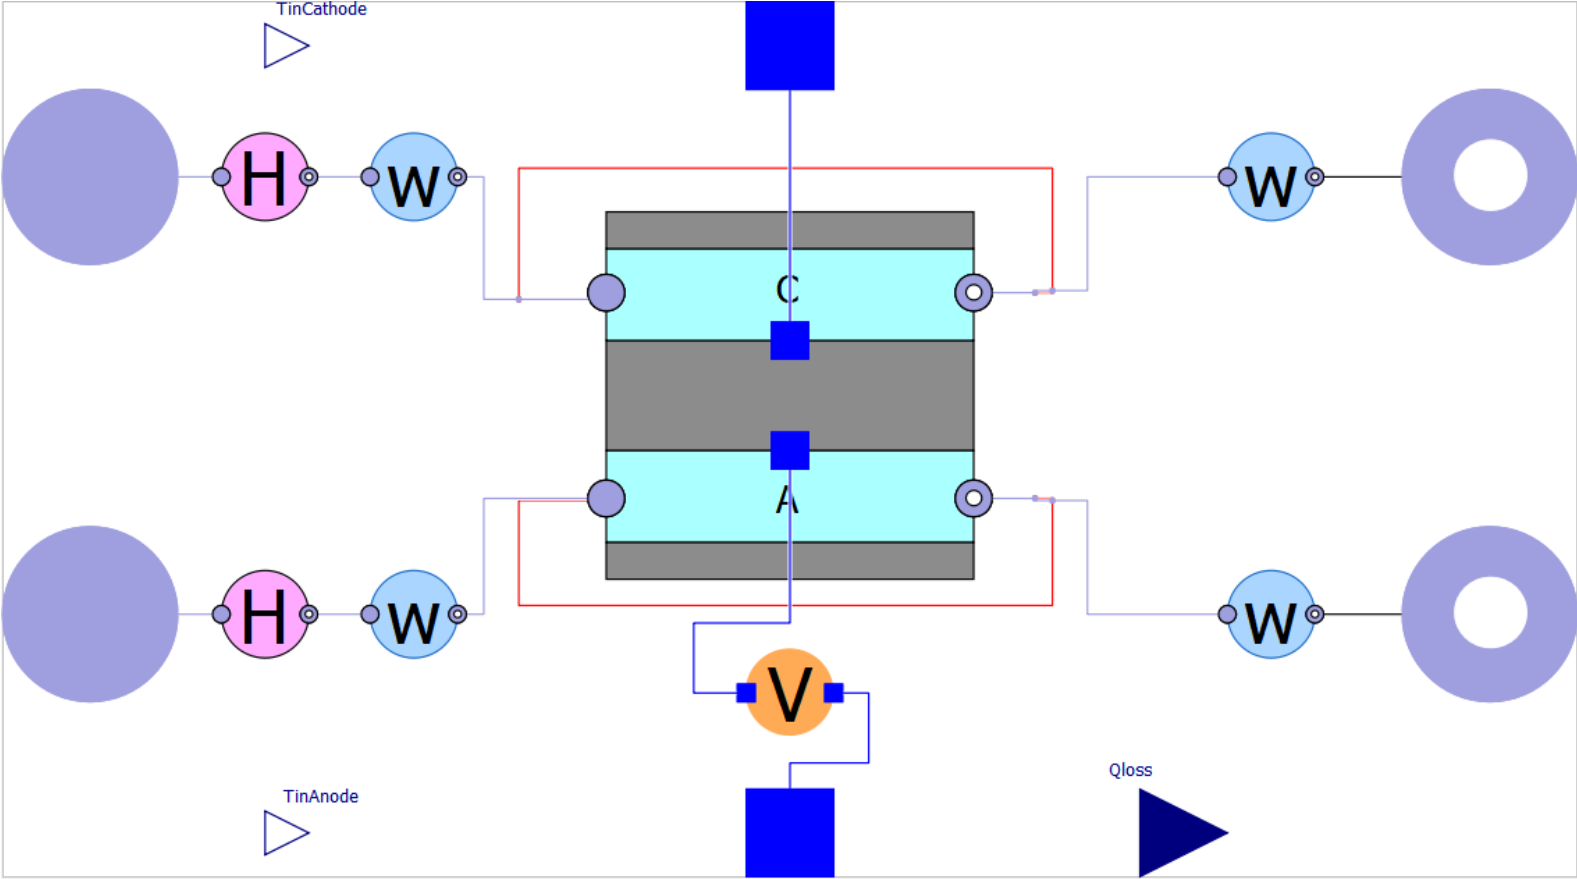 TinCathode
H W W
C
A
H W W
V
Qloss
TinAnode